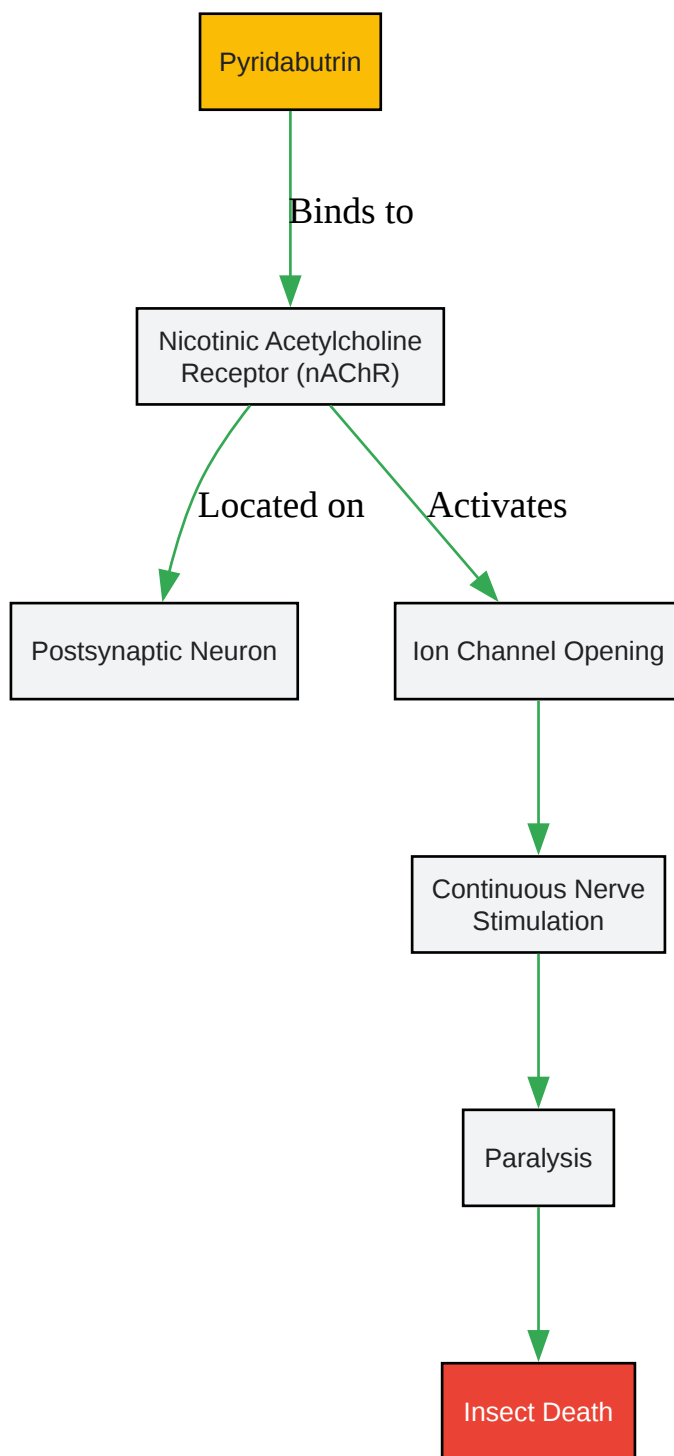 Pyridabutrin
Binds to
Nicotinic Acetylcholine
Receptor (nAChR)
Located on
Activates
Postsynaptic Neuron
Ion Channel Opening
Continuous Nerve
Stimulation
Paralysis
Insect Death